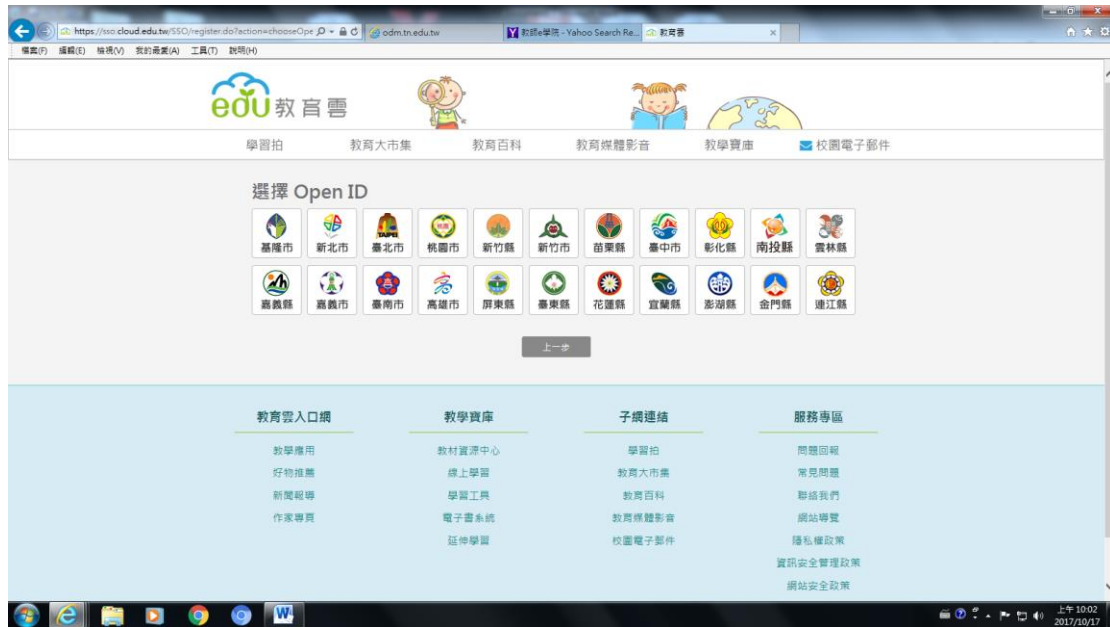 https://sso.cloud.edu.tw/SSO/register.do?action=chooseOpe
odm.tn.edu.tw
教師e學院 - Yahoo Search Re...
教育雲
檔案(F) 編輯(E) 檢視(V) 我的最愛(A) 工具(T) 說明(H)
edu教育雲
學習拍 教育大市集 教育百科 教育媒體影音 教學寶庫 校園電子郵件
選擇 Open ID
TAIPEI
基隆市 新北市 臺北市 桃園市 新竹縣 新竹市 苗栗縣 臺中市 彰化縣 南投縣 雲林縣
嘉義縣 嘉義市 臺南市 高雄市 屏東縣 臺東縣 花蓮縣 宜蘭縣 澎湖縣 金門縣 連江縣
上一步
教育雲入口網 教學寶庫 子網連結 服務專區
教學應用 教材資源中心 學習拍 問題回報
好物推薦 線上學習 教育大市集 常見問題
新聞報導 學習工具 教育百科 聯絡我們
作家專頁 電子書系統 教育媒體影音 網站導覽
延伸學習 校園電子郵件 隱私權政策
資訊安全管理政策
網站安全政策
上午 10:02
2017/10/17